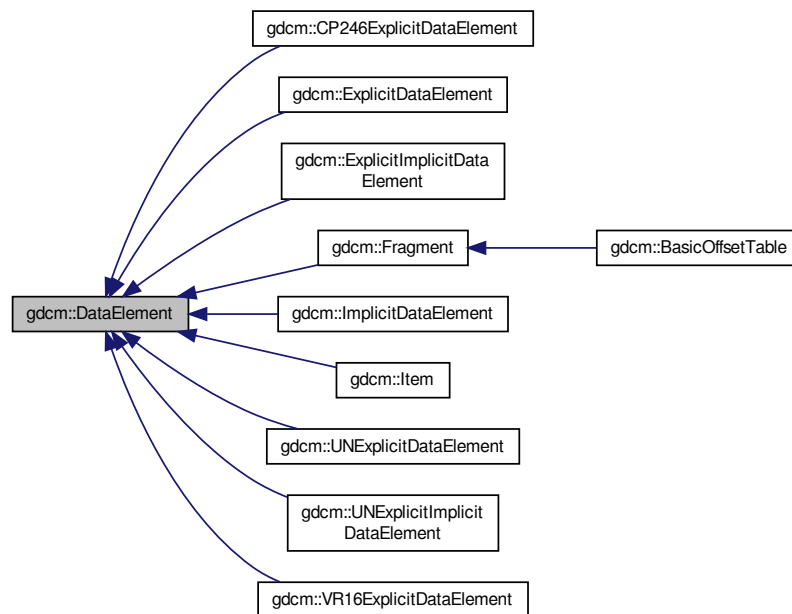 gdcm::CP246ExplicitDataElement
gdcm::ExplicitDataElement
gdcm::ExplicitImplicitData
Element
gdcm::Fragment
gdcm::BasicOffsetTable
gdcm::DataElement
gdcm::ImplicitDataElement
gdcm::Item
gdcm::UNExplicitDataElement
gdcm::UNExplicitImplicit
DataElement
gdcm::VR16ExplicitDataElement